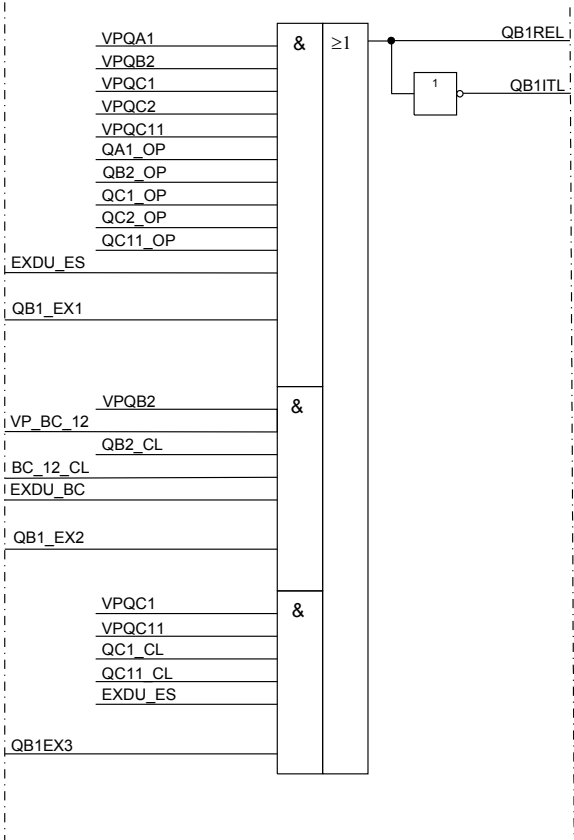 VPQA1
VPQB2
VPQC1
VPQC2
VPQC11
QA1_OP
QB2_OP
QC1_OP
QC2_OP
QC11_OP
EXDU_ES
QB1_EX1
&
≥1
QB1REL
1
QB1ITL
VPQB2
VP_BC_12
QB2_CL
BC_12_CL
EXDU_BC
QB1_EX2
&
VPQC1
VPQC11
QC1_CL
QC11_CL
EXDU_ES
QB1EX3
&